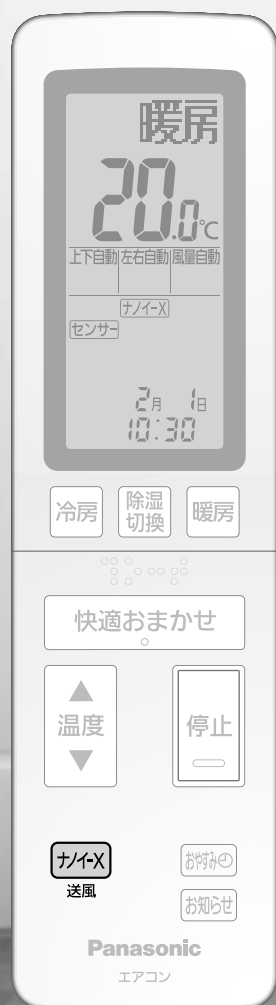 暖房
20.0℃
上下自動 左右自動 風量自動
ナノイーX
センサー
2月 1日
10:30
冷房 除湿切換 暖房
快適おまかせ
温度 停止
ナノイーX おやすみ
送風
お知らせ
Panasonic
エアコン